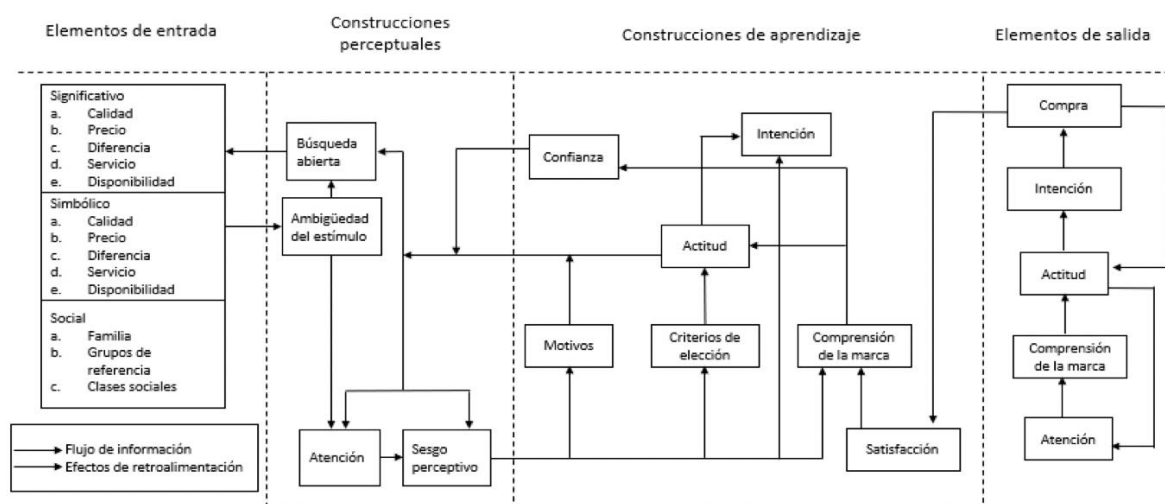 Elementos de entrada
Construcciones
perceptuales
Construcciones de aprendizaje
Elementos de salida
Significativo
a. Calidad
b. Precio
c. Diferencia
d. Servicio
e. Disponibilidad
Simbólico
a. Calidad
b. Precio
c. Diferencia
d. Servicio
e. Disponibilidad
Social
a. Familia
b. Grupos de
referencia
c. Clases sociales
Flujo de información
Efectos de retroalimentación
Búsqueda
abierta
Ambigüedad
del estímulo
Atención
Sesgo
perceptivo
Confianza
Intención
Actitud
Motivos
Criterios de
elección
Comprensión
de la marca
Satisfacción
Compra
Intención
Actitud
Comprensión
de la marca
Atención